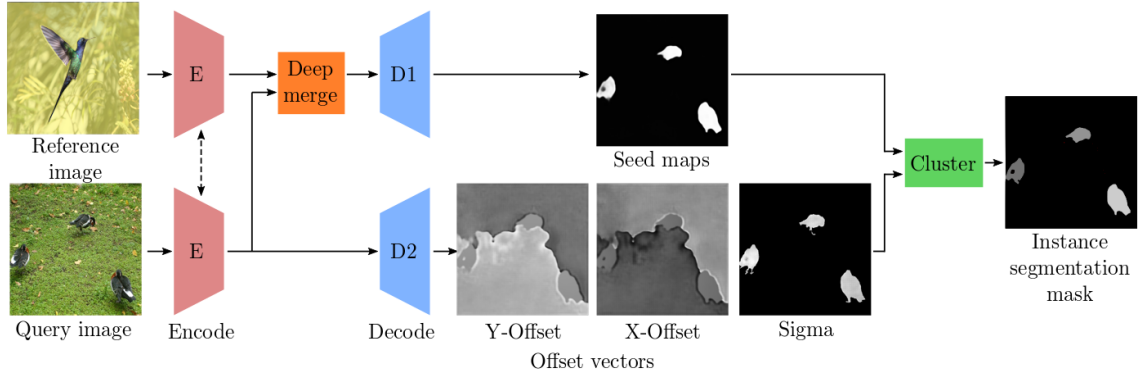 E
Deep
merge
D1
Reference
image
Seed maps
Cluster
E
D2
Query image
Encode
Decode
Y-Offset
X-Offset
Sigma
Offset vectors
Instance
segmentation
mask